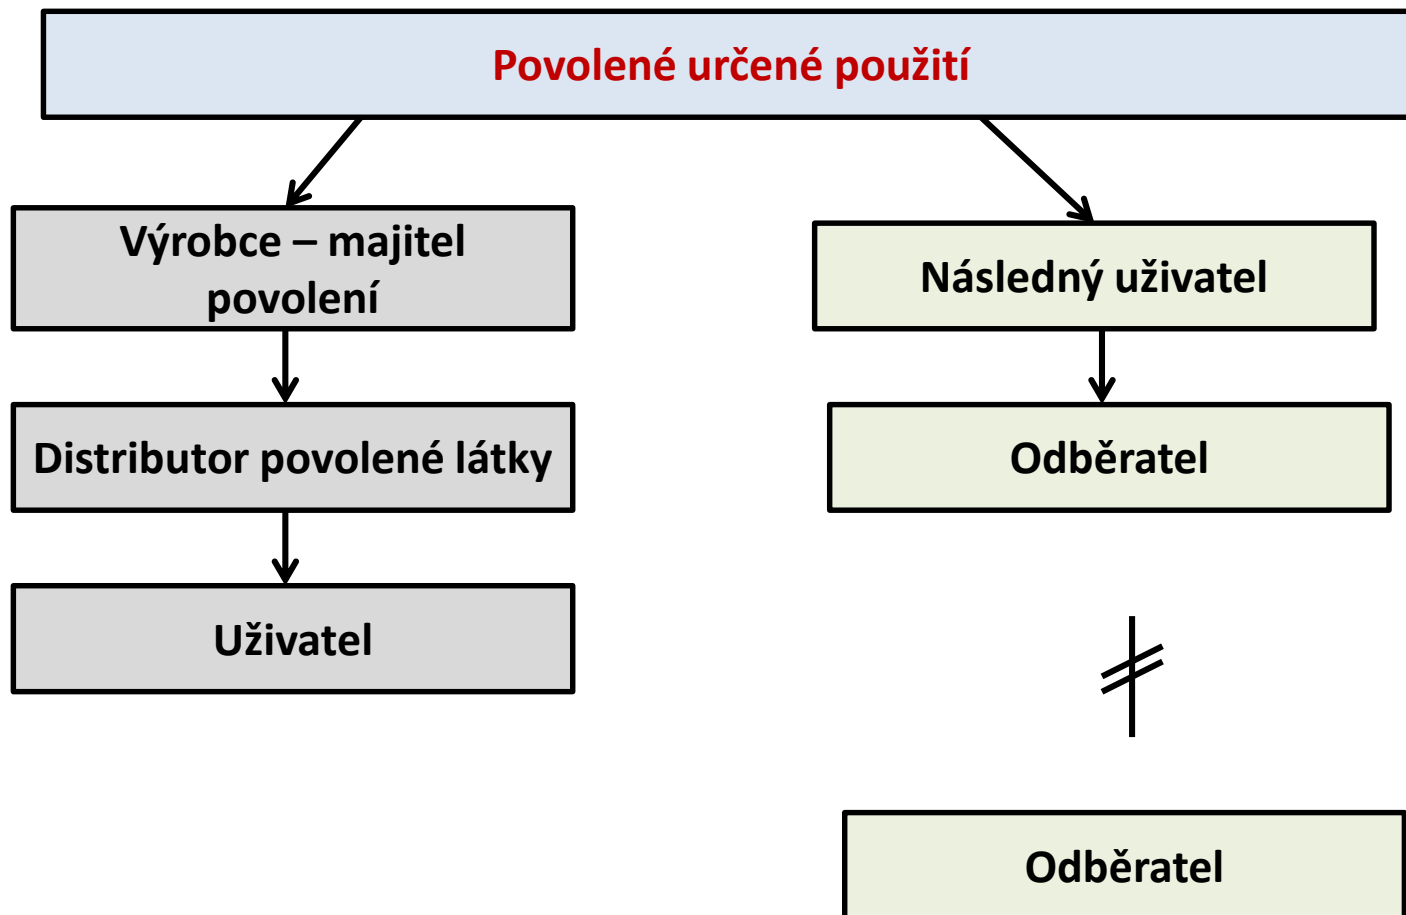 Povolené určené použití
Výrobce – majitel
povolení
Následný uživatel
Distributor povolené látky
Odběratel
Uživatel
Odběratel